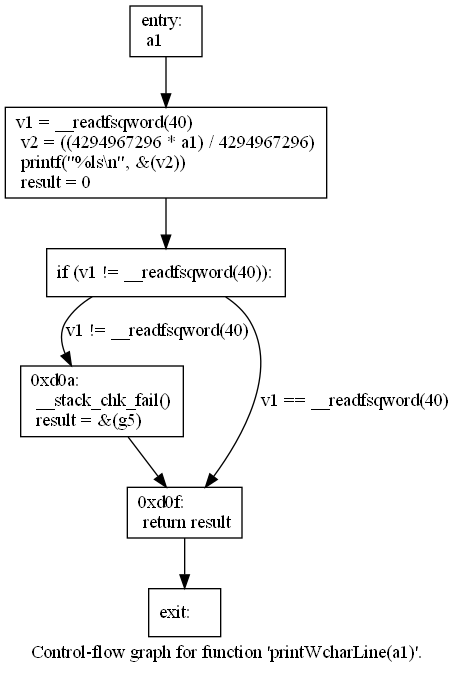 entry:
a1
v1 = __readfsqword(40)
v2 = ((4294967296 * a1) / 4294967296)
printf("%ls\n", &(v2))
result = 0
if (v1 != __readfsqword(40)):
v1 != __readfsqword(40)
0xd0a:
__stack_chk_fail()
result = &(g5)
v1 == __readfsqword(40)
0xd0f:
return result
exit:
Control-flow graph for function 'printWcharLine(a1)'.